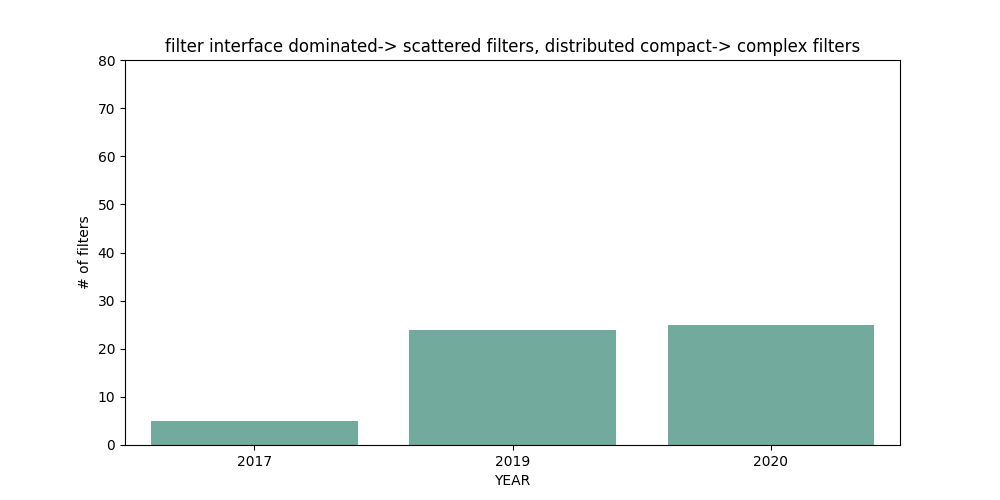 filter interface dominated-> scattered filters, distributed compact-> complex filters
80
70
60
50
40
30
20
10
0
# of filters
2017 2019 2020
YEAR